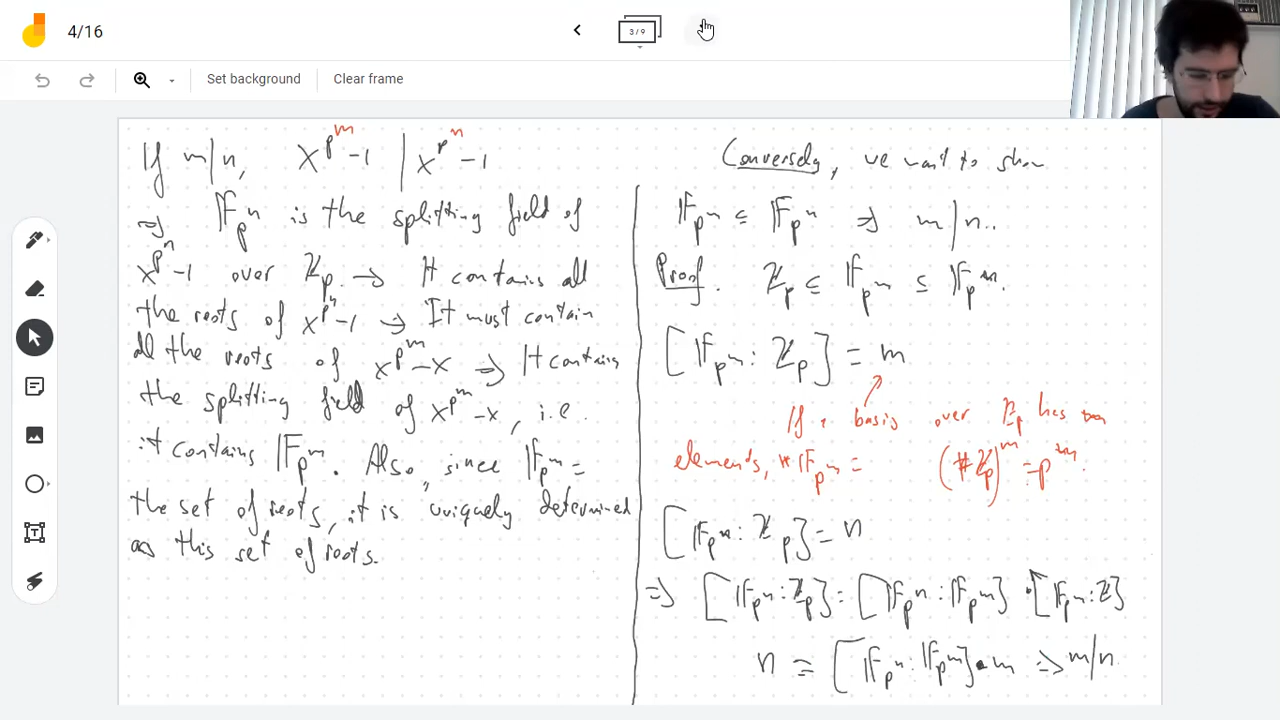 4/16
3 / 9
Set background
Clear frame
If m|n, x^{p^m} - 1 | x^{p^n} - 1
⇒ 𝔽_{p^n} is the splitting field of
x^{p^n} - 1 over ℤ_p → It contains all
the roots of x^{p^n} - 1 → It must contain
all the roots of x^{p^m} - x ⇒ It contains
the splitting field of x^{p^m} - x, i.e.
it contains 𝔽_{p^m}. Also, since 𝔽_{p^m} =
the set of roots, it is uniquely determined
as this set of roots.
Conversely, we want to show
𝔽_{p^m} ⊆ 𝔽_{p^n} ⇒ m|n.
Proof. ℤ_p ⊆ 𝔽_{p^m} ⊆ 𝔽_{p^n}.
[𝔽_{p^m} : ℤ_p] = m
If a basis over ℤ_p has m
elements, #𝔽_{p^m} = (#ℤ_p)^m = p^m.
[𝔽_{p^n} : ℤ_p] = n
⇒ [𝔽_{p^n} : ℤ_p] = [𝔽_{p^n} : 𝔽_{p^m}] · [𝔽_{p^m} : ℤ]
n = [𝔽_{p^n} : 𝔽_{p^m}] · m ⇒ m|n.